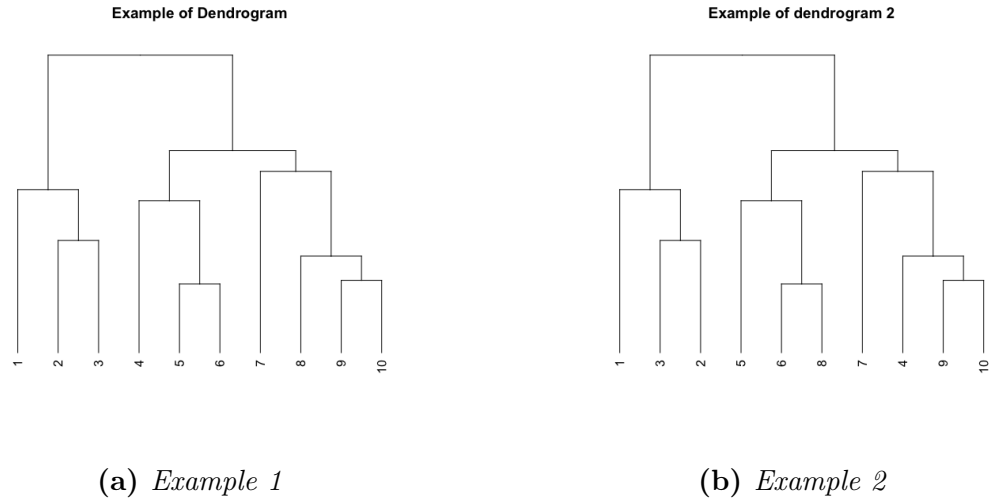 Example of Dendrogram
1 2 3 4 5 6 7 8 9 10
(a) Example 1
Example of dendrogram 2
1 3 2 5 6 8 7 4 9 10
(b) Example 2